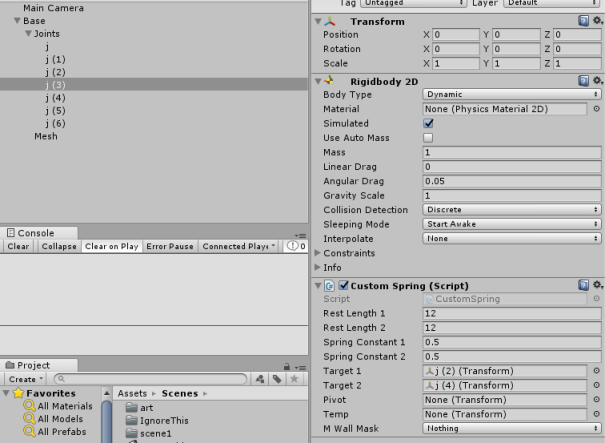 Main Camera
Base
Joints
j
j (1)
j (2)
j (3)
j (4)
j (5)
j (6)
Mesh
Console
Clear Collapse Clear on Play Error Pause Connected Playe 0
Project
Create
Favorites
All Materials
All Models
All Prefabs
Assets ▸ Scenes ▸
art
IgnoreThis
scene1
Tag Untagged Layer Default
Transform
Position X 0 Y 0 Z 0
Rotation X 0 Y 0 Z 0
Scale X 1 Y 1 Z 1
Rigidbody 2D
Body Type Dynamic
Material None (Physics Material 2D)
Simulated
Use Auto Mass
Mass 1
Linear Drag 0
Angular Drag 0.05
Gravity Scale 1
Collision Detection Discrete
Sleeping Mode Start Awake
Interpolate None
Constraints
Info
Custom Spring (Script)
Script CustomSpring
Rest Length 1 12
Rest Length 2 12
Spring Constant 1 0.5
Spring Constant 2 0.5
Target 1 j (2) (Transform)
Target 2 j (4) (Transform)
Pivot None (Transform)
Temp None (Transform)
M Wall Mask Nothing